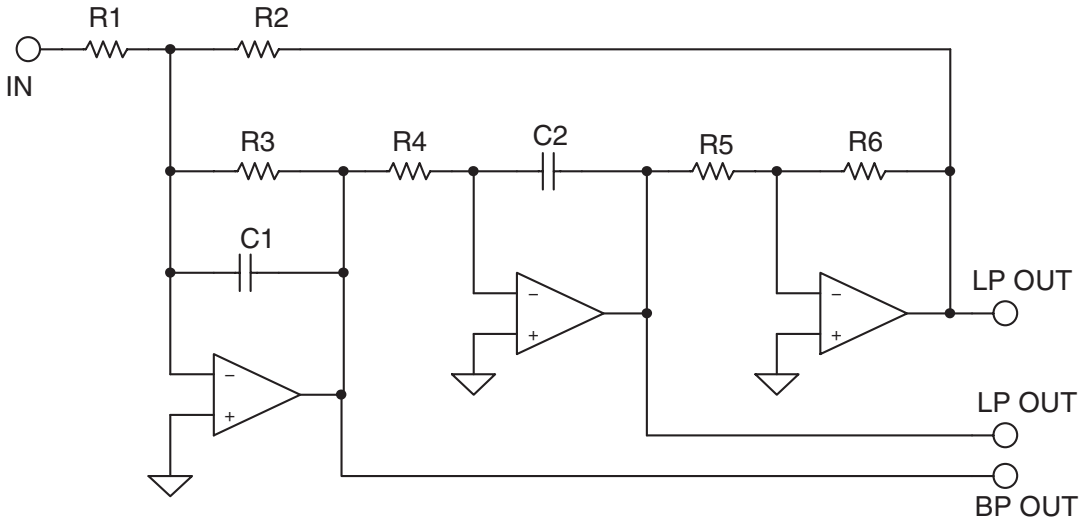 R1
R2
IN
R3
R4
C2
R5
R6
C1
LP OUT
LP OUT
BP OUT
−
+
−
+
−
+